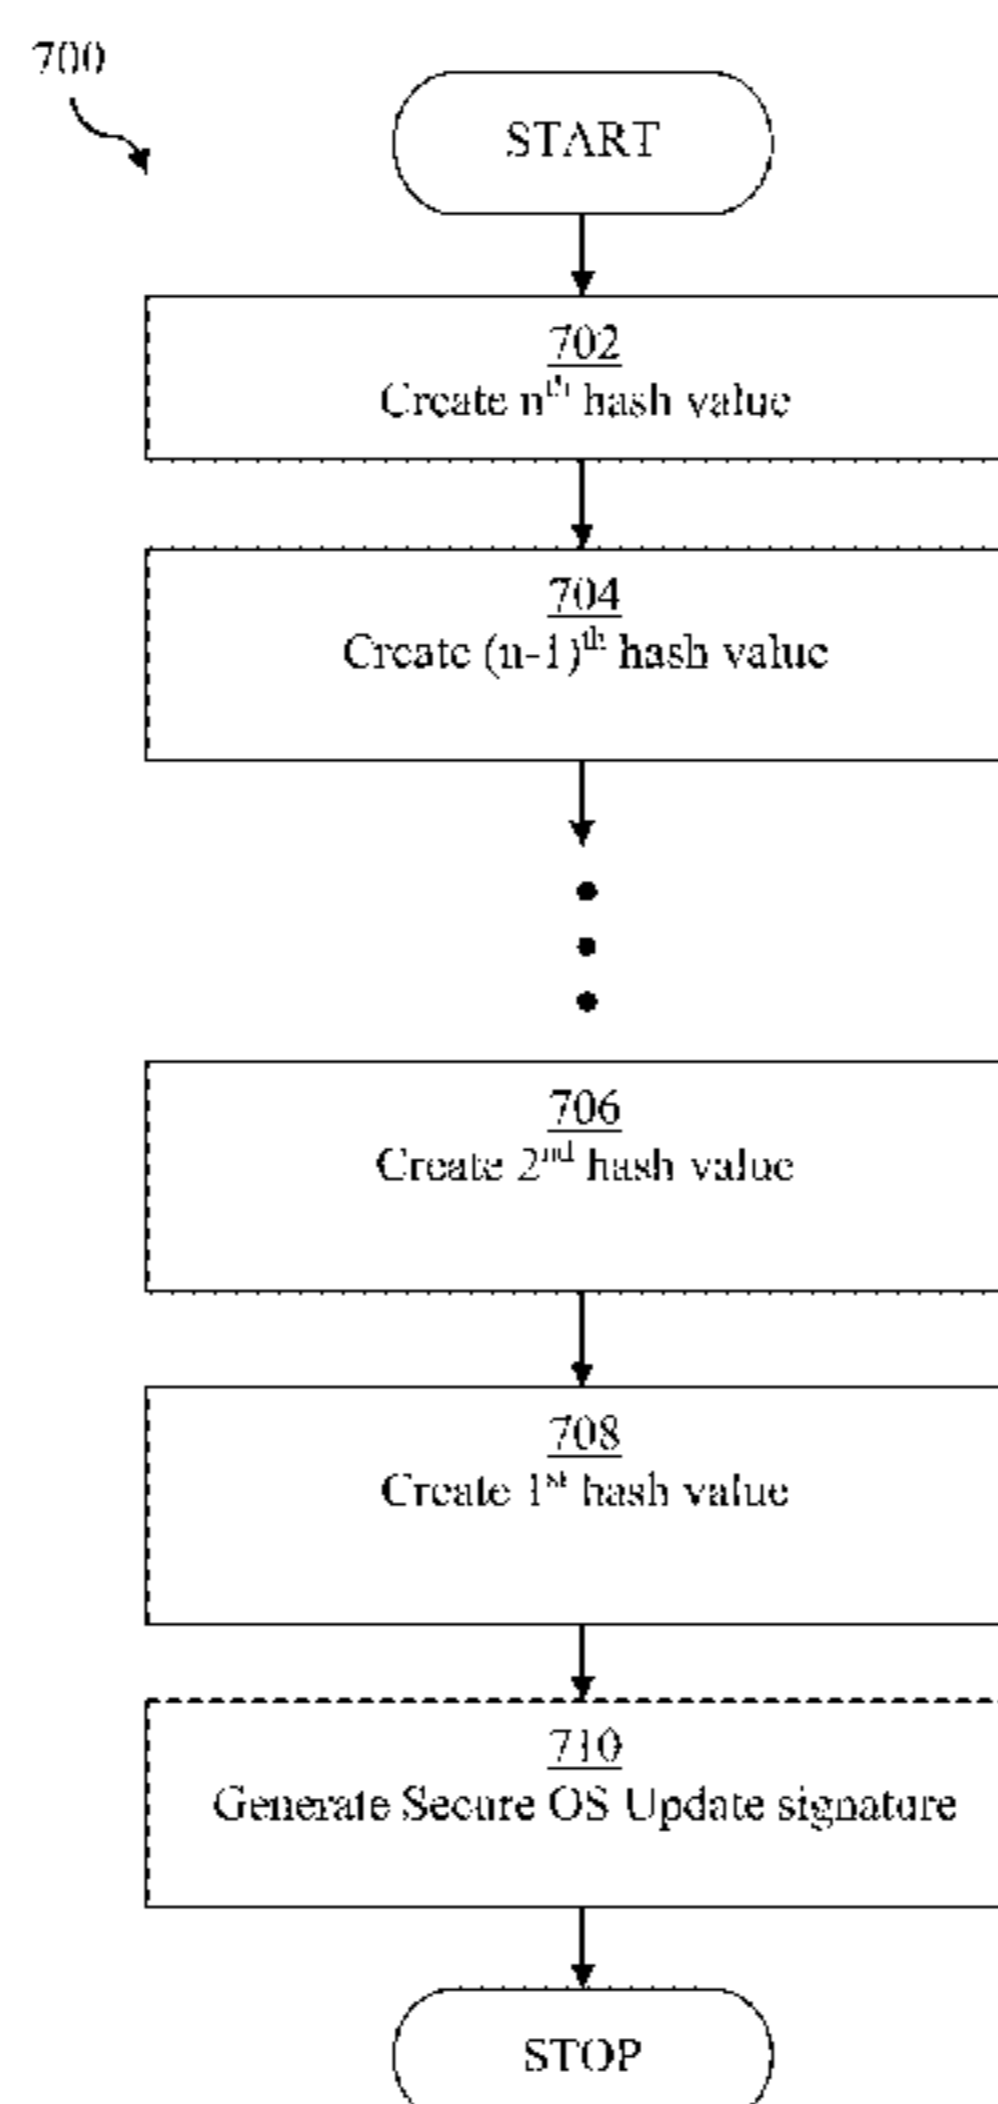 700
START
702
Create nth hash value
704
Create (n-1)th hash value
706
Create 2nd hash value
708
Create 1st hash value
710
Generate Secure OS Update signature
STOP